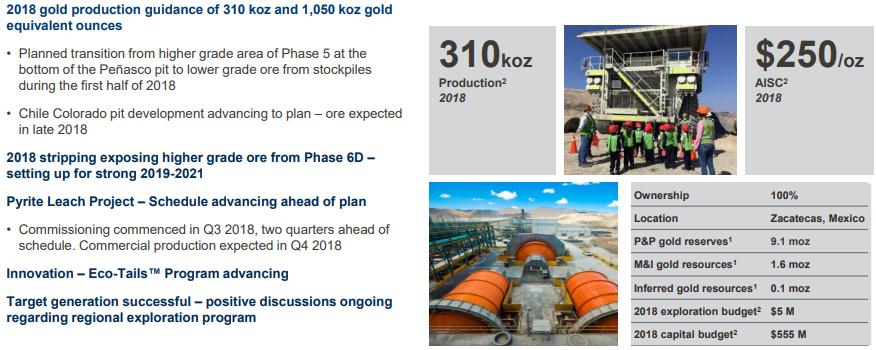 2018 gold production guidance of 310 koz and 1,050 koz gold
equivalent ounces
• Planned transition from higher grade area of Phase 5 at the
bottom of the Peñasco pit to lower grade ore from stockpiles
during the first half of 2018
• Chile Colorado pit development advancing to plan – ore expected
in late 2018
2018 stripping exposing higher grade ore from Phase 6D –
setting up for strong 2019-2021
Pyrite Leach Project – Schedule advancing ahead of plan
• Commissioning commenced in Q3 2018, two quarters ahead of
schedule. Commercial production expected in Q4 2018
Innovation – Eco-Tails™ Program advancing
Target generation successful – positive discussions ongoing
regarding regional exploration program
310koz
Production²
2018
$250/oz
AISC²
2018
Ownership 100%
Location Zacatecas, Mexico
P&P gold reserves¹ 9.1 moz
M&I gold resources¹ 1.6 moz
Inferred gold resources¹ 0.1 moz
2018 exploration budget² $5 M
2018 capital budget² $555 M